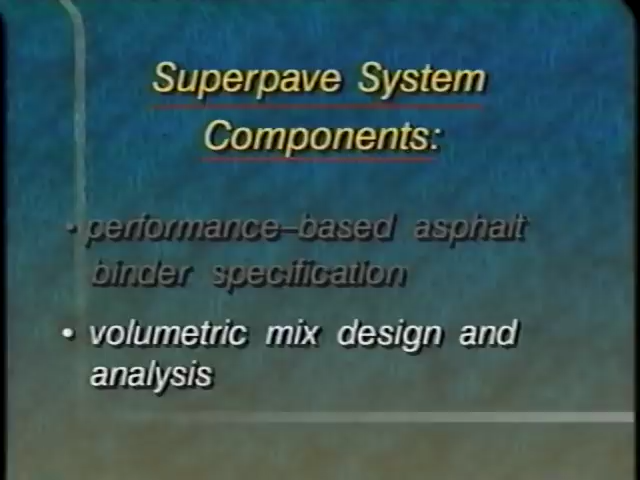 Superpave System
Components:
• performance-based asphalt
binder specification
• volumetric mix design and
analysis